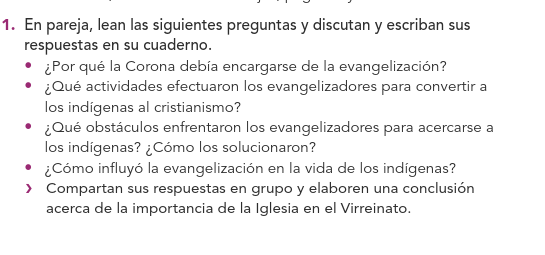 1. En pareja, lean las siguientes preguntas y discutan y escriban sus
respuestas en su cuaderno.
• ¿Por qué la Corona debía encargarse de la evangelización?
• ¿Qué actividades efectuaron los evangelizadores para convertir a
los indígenas al cristianismo?
• ¿Qué obstáculos enfrentaron los evangelizadores para acercarse a
los indígenas? ¿Cómo los solucionaron?
• ¿Cómo influyó la evangelización en la vida de los indígenas?
› Compartan sus respuestas en grupo y elaboren una conclusión
acerca de la importancia de la Iglesia en el Virreinato.